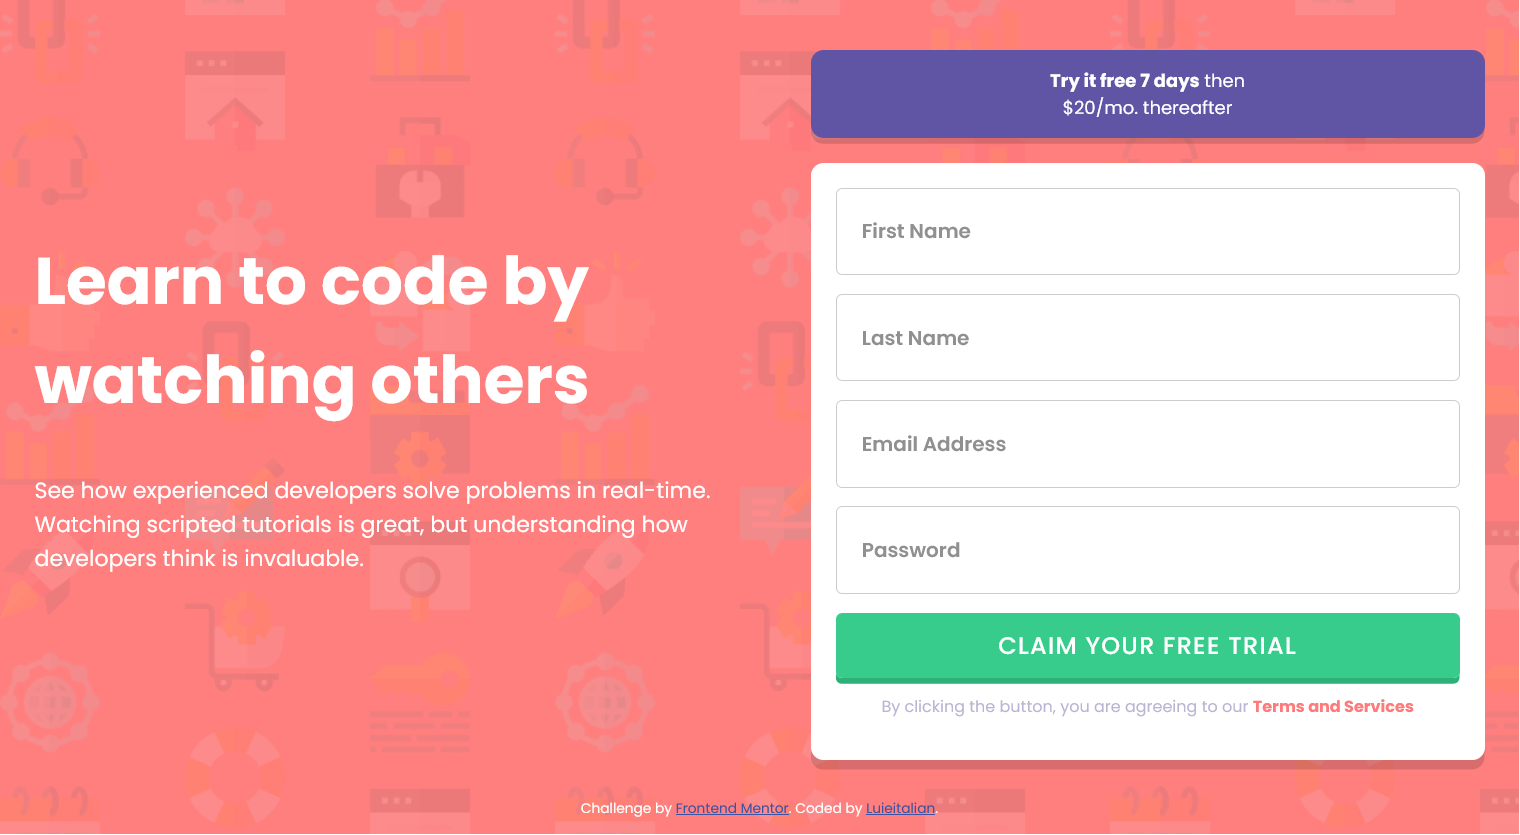 Learn to code by
watching others
See how experienced developers solve problems in real-time.
Watching scripted tutorials is great, but understanding how
developers think is invaluable.
Try it free 7 days then
$20/mo. thereafter
First Name
Last Name
Email Address
Password
CLAIM YOUR FREE TRIAL
By clicking the button, you are agreeing to our Terms and Services
Challenge by Frontend Mentor. Coded by Luieitalian.